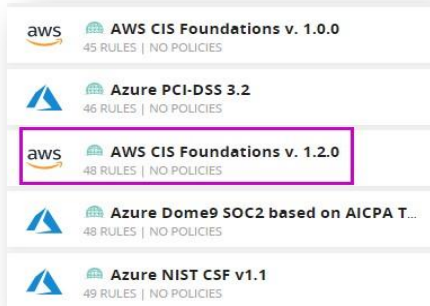 aws
AWS CIS Foundations v. 1.0.0
45 RULES | NO POLICIES
Azure PCI-DSS 3.2
46 RULES | NO POLICIES
aws
AWS CIS Foundations v. 1.2.0
48 RULES | NO POLICIES
Azure Dome9 SOC2 based on AICPA T...
48 RULES | NO POLICIES
Azure NIST CSF v1.1
49 RULES | NO POLICIES